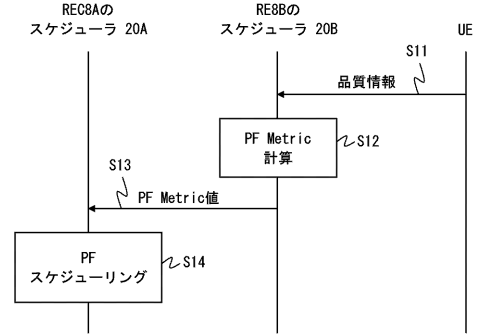 REC8Aの
スケジューラ 20A
RE8Bの
スケジューラ 20B
UE
S11
品質情報
PF Metric
計算
S12
S13
PF Metric値
PF
スケジューリング
S14